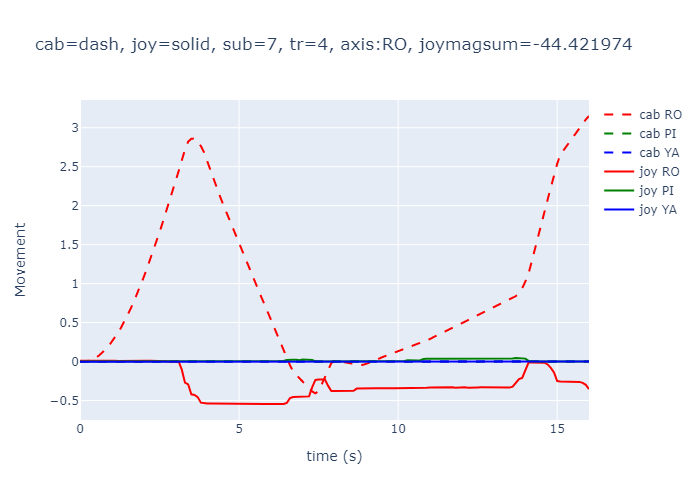 cab=dash, joy=solid, sub=7, tr=4, axis:RO, joymagsum=-44.421974
cab RO
cab PI
cab YA
joy RO
joy PI
joy YA
3
2.5
2
1.5
1
0.5
0
−0.5
Movement
0
5
10
15
time (s)